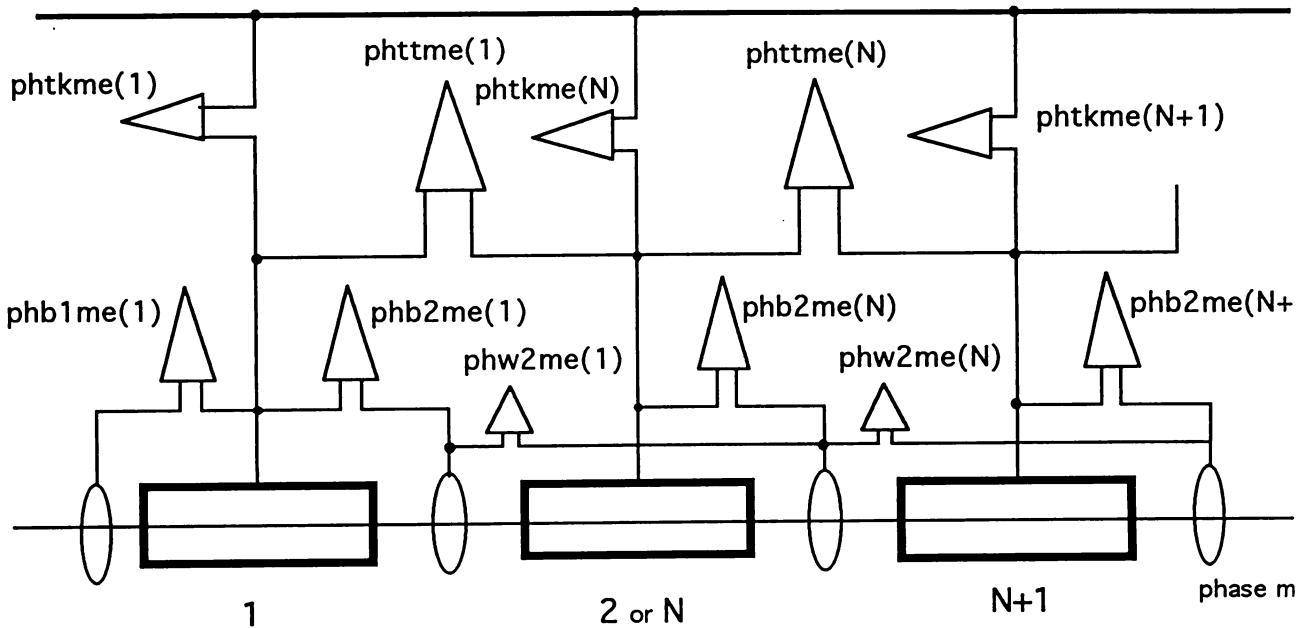 phttme(1)
phttme(N)
phtkme(1)
phtkme(N)
phtkme(N+1)
phb1me(1)
phb2me(1)
phb2me(N)
phb2me(N+
phw2me(1)
phw2me(N)
phase m
1
2 or N
N+1